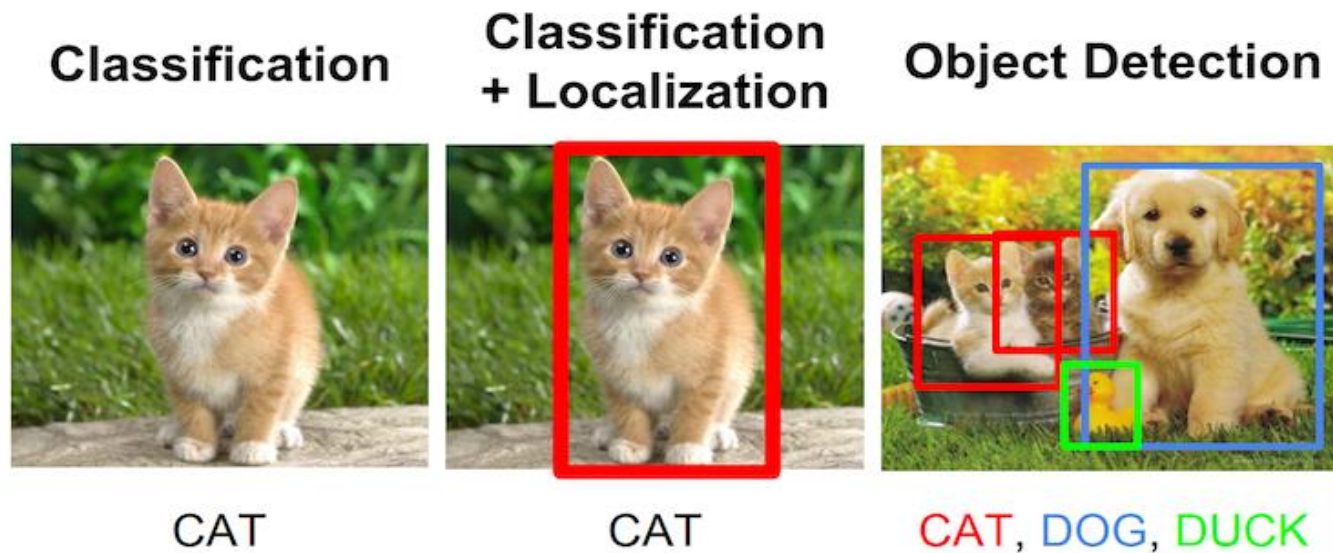 Classification
Classification
+ Localization
Object Detection
CAT
CAT
CAT, DOG, DUCK